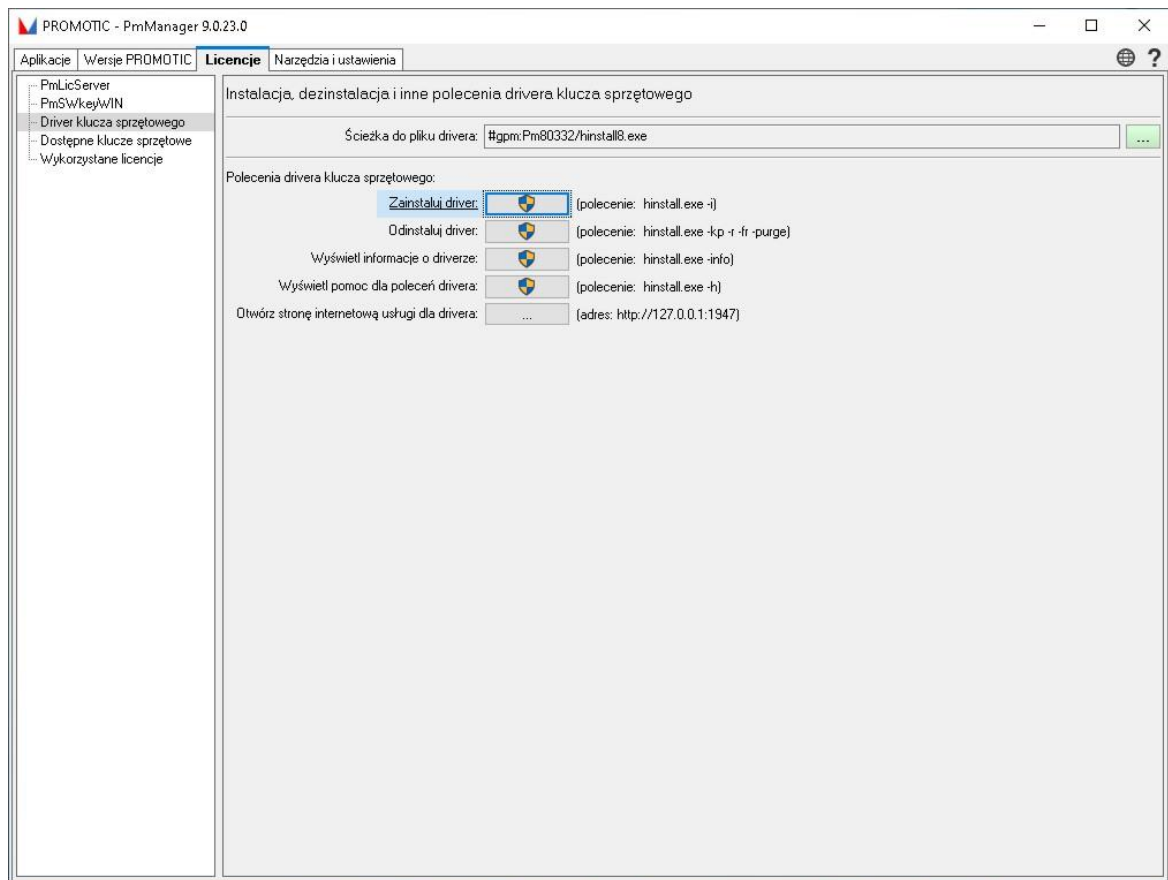 PROMOTIC - PmManager 9.0.23.0
Aplikacje Wersje PROMOTIC Licencje Narzędzia i ustawienia ?
PmLicServer
PmSWkeyWIN
Driver klucza sprzętowego
Dostępne klucze sprzętowe
Wykorzystane licencje
Instalacja, dezinstalacja i inne polecenia drivera klucza sprzętowego
Ścieżka do pliku drivera: #gpm:Pm80332/hinstall8.exe ...
Polecenia drivera klucza sprzętowego:
Zainstaluj driver: (polecenie: hinstall.exe -i)
Odinstaluj driver: (polecenie: hinstall.exe -kp -r -fr -purge)
Wyświetl informacje o driverze: (polecenie: hinstall.exe -info)
Wyświetl pomoc dla poleceń drivera: (polecenie: hinstall.exe -h)
Otwórz stronę internetową usługi dla drivera: ... (adres: http://127.0.0.1:1947)